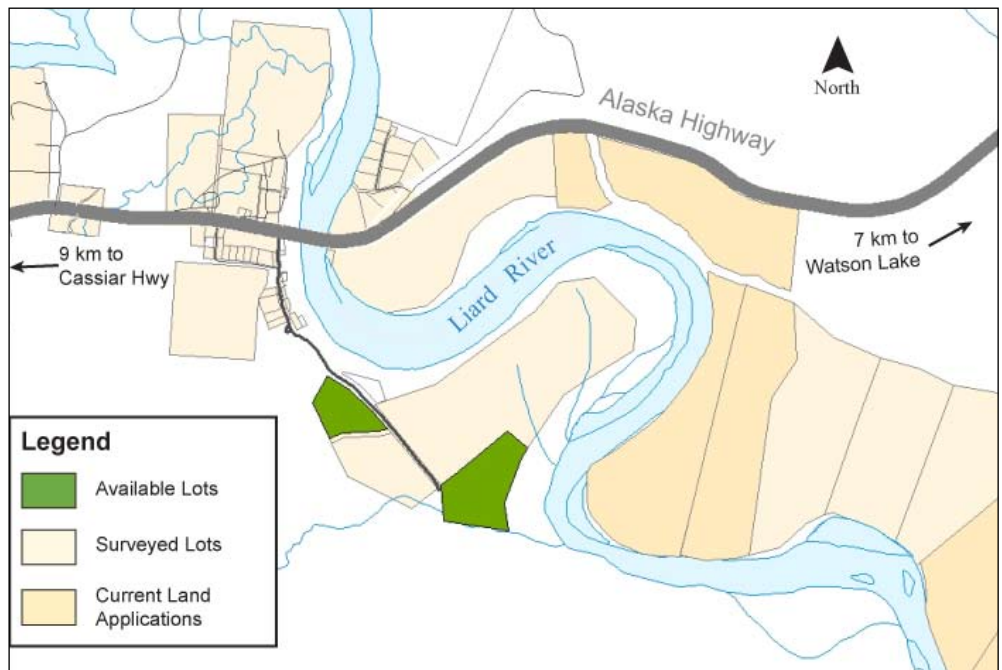 North
Alaska Highway
9 km to
Cassiar Hwy
7 km to
Watson Lake
Liard River
Legend
Available Lots
Surveyed Lots
Current Land
Applications